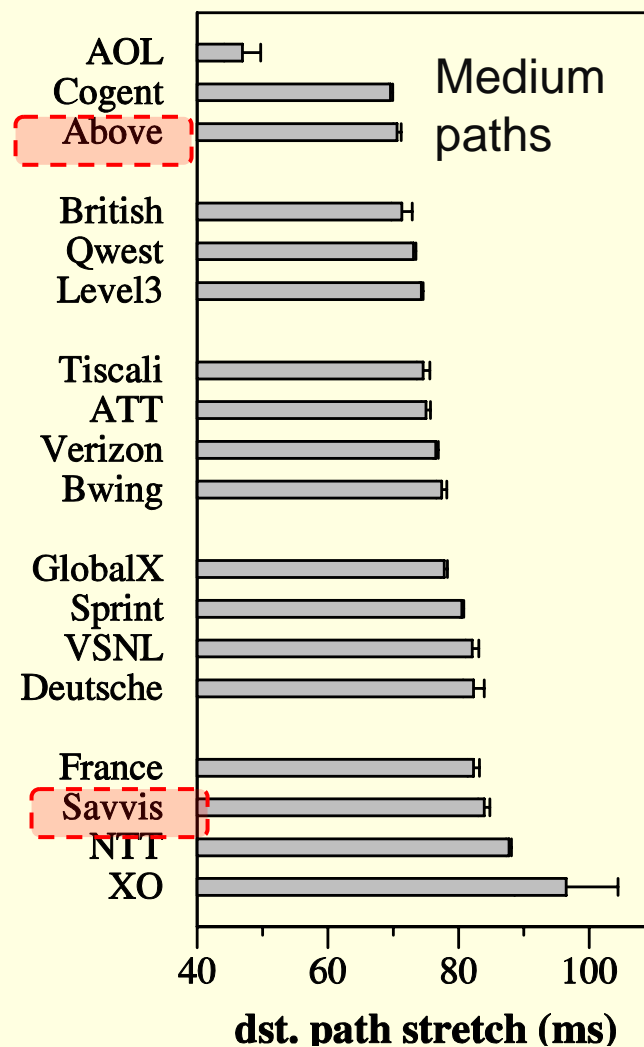 Medium
paths
AOL
Cogent
Above
British
Qwest
Level3
Tiscali
ATT
Verizon
Bwing
GlobalX
Sprint
VSNL
Deutsche
France
Savvis
NTT
XO
40 60 80 100
dst. path stretch (ms)